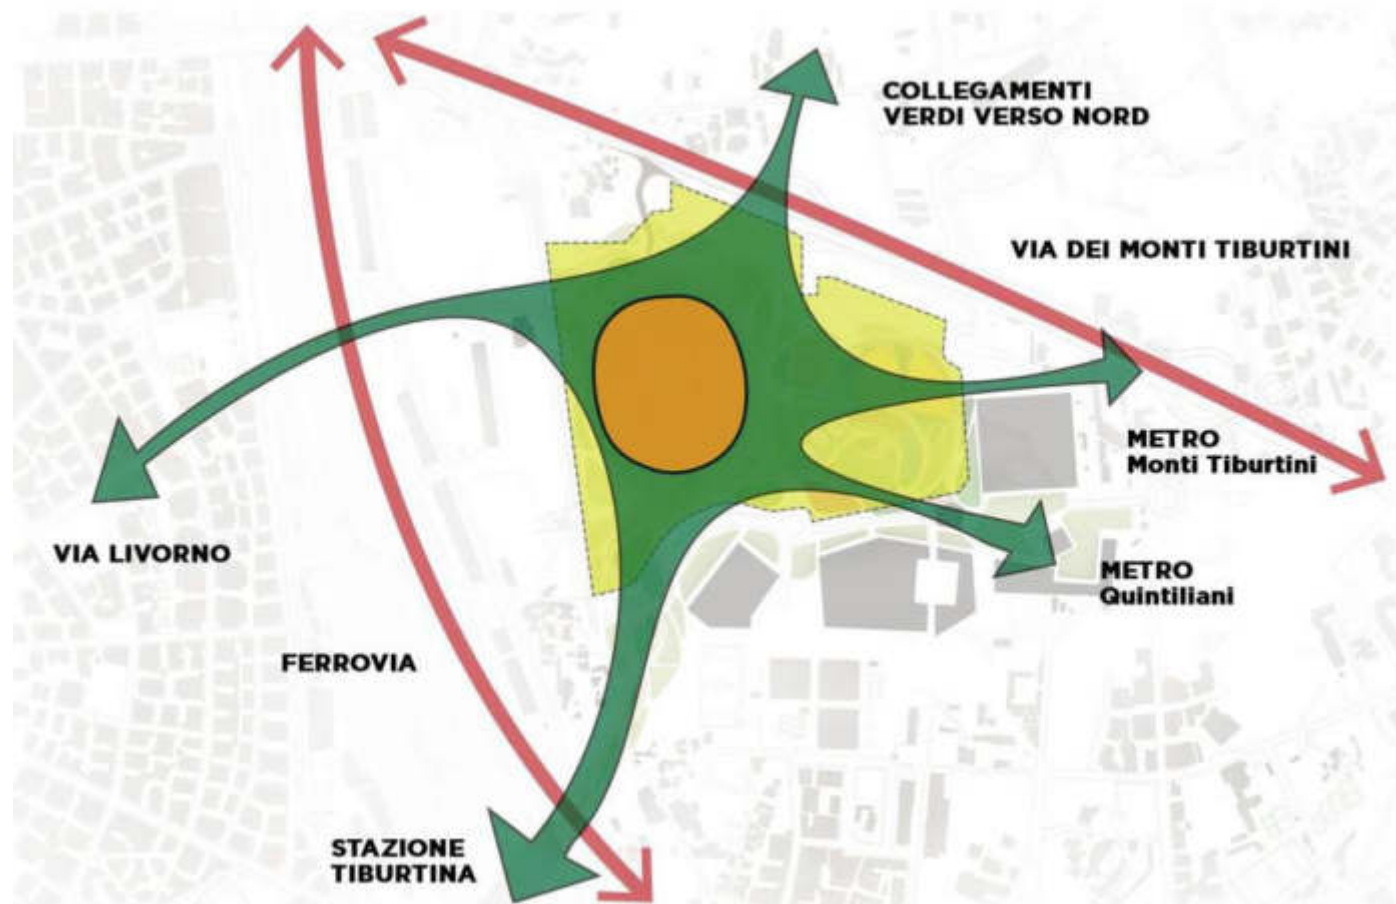 COLLEGAMENTI
VERDI VERSO NORD
VIA DEI MONTI TIBURTINI
METRO
Monti Tiburtini
VIA LIVORNO
METRO
Quintiliani
FERROVIA
STAZIONE
TIBURTINA